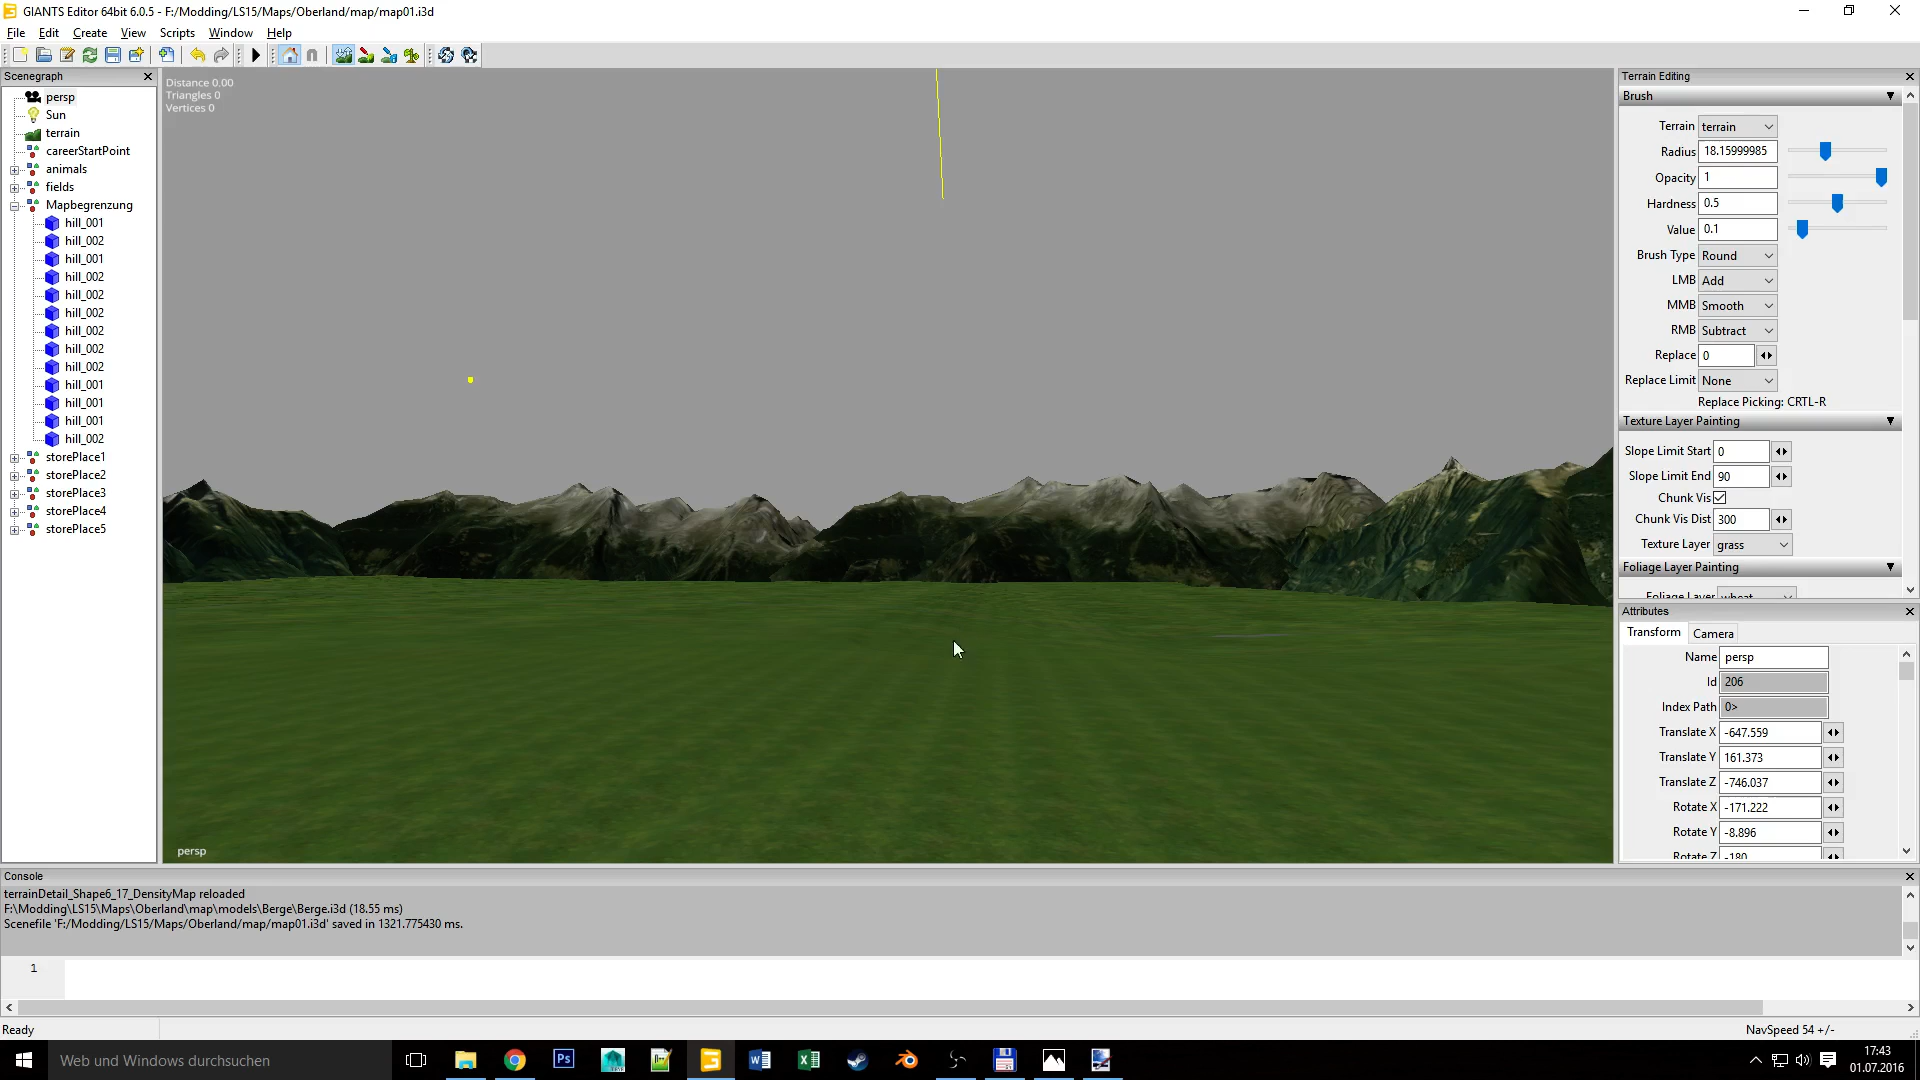 GIANTS Editor 64bit 6.0.5 - F:/Modding/LS15/Maps/Oberland/map/map01.i3d
File Edit Create View Scripts Window Help
Scenegraph
persp
Sun
terrain
careerStartPoint
animals
fields
Mapbegrenzung
hill_001
hill_002
hill_001
hill_002
hill_002
hill_002
hill_002
hill_002
hill_002
hill_001
hill_001
hill_001
hill_002
storePlace1
storePlace2
storePlace3
storePlace4
storePlace5
Distance 0.00
Triangles 0
Vertices 0
persp
Terrain Editing
Brush
Terrain terrain
Radius 18.15999985
Opacity 1
Hardness 0.5
Value 0.1
Brush Type Round
LMB Add
MMB Smooth
RMB Subtract
Replace 0
Replace Limit None
Replace Picking: CRTL-R
Texture Layer Painting
Slope Limit Start 0
Slope Limit End 90
Chunk Vis
Chunk Vis Dist 300
Texture Layer grass
Foliage Layer Painting
Foliage Layer wheat
Attributes
Transform Camera
Name persp
Id 206
Index Path 0>
Translate X -647.559
Translate Y 161.373
Translate Z -746.037
Rotate X -171.222
Rotate Y -8.896
Rotate Z -180
Console
terrainDetail_Shape6_17_DensityMap reloaded
F:\Modding\LS15\Maps\Oberland\map\models\Berge\Berge.i3d (18.55 ms)
Scenefile 'F:/Modding/LS15/Maps/Oberland/map/map01.i3d' saved in 1321.775430 ms.
1
Ready
NavSpeed 54 +/-
Web und Windows durchsuchen
Ps
17:43
01.07.2016